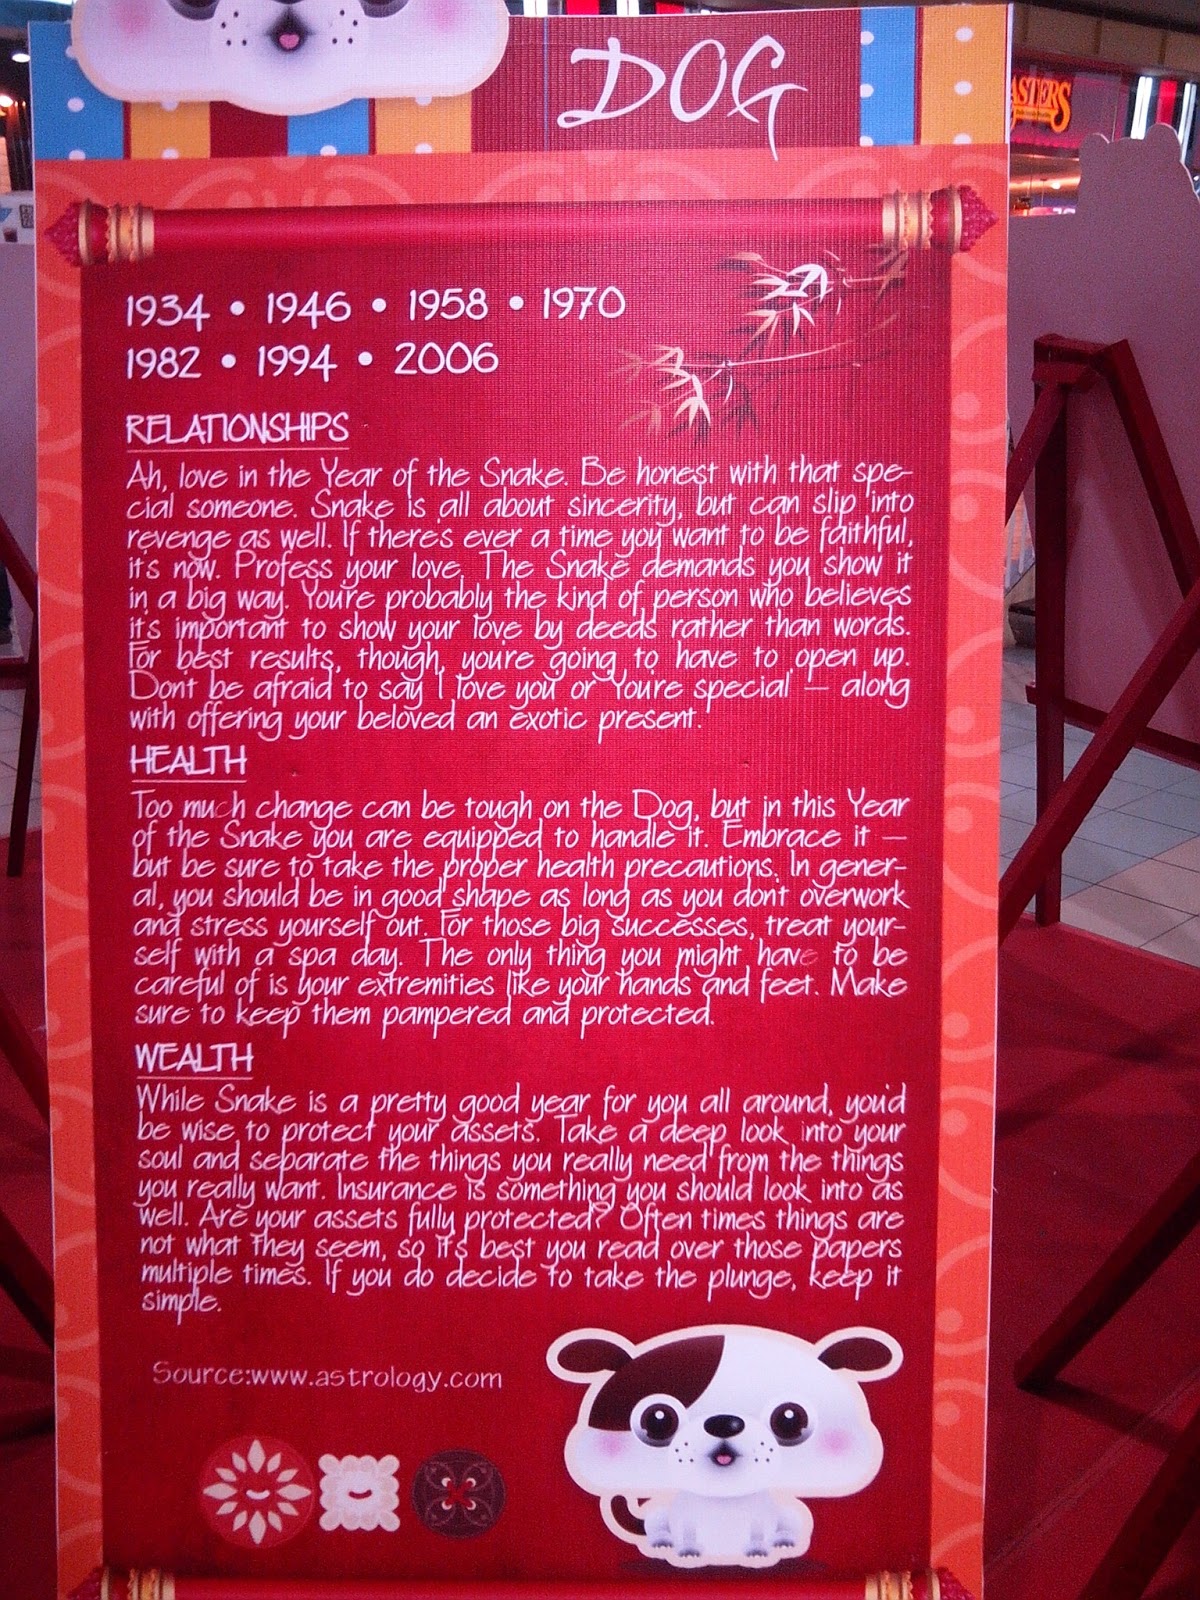 DOG
ASTERS
1934 • 1946 • 1958 • 1970
1982 • 1994 • 2006
RELATIONSHIPS
Ah, love in the Year of the Snake. Be honest with that spe-
cial someone. Snake is all about sincerity, but can slip into
revenge as well. If there's ever a time you want to be faithful,
it's now. Profess your love. The Snake demands you show it
in a big way. You're probably the kind of person who believes
it's important to show your love by deeds rather than words.
For best results, though, you're going to have to open up.
Don't be afraid to say 'I love you' or 'You're special' — along
with offering your beloved an exotic present.
HEALTH
Too much change can be tough on the Dog, but in this Year
of the Snake you are equipped to handle it. Embrace it —
but be sure to take the proper health precautions. In gener-
al, you should be in good shape as long as you don't overwork
and stress yourself out. For those big successes, treat your-
self with a spa day. The only thing you might have to be
careful of is your extremities like your hands and feet. Make
sure to keep them pampered and protected.
WEALTH
While Snake is a pretty good year for you all around, you'd
be wise to protect your assets. Take a deep look into your
soul and separate the things you really need from the things
you really want. Insurance is something you should look into as
well. Are your assets fully protected? Often times things are
not what they seem, so it's best you read over those papers
multiple times. If you do decide to take the plunge, keep it
simple.
Source:www.astrology.com